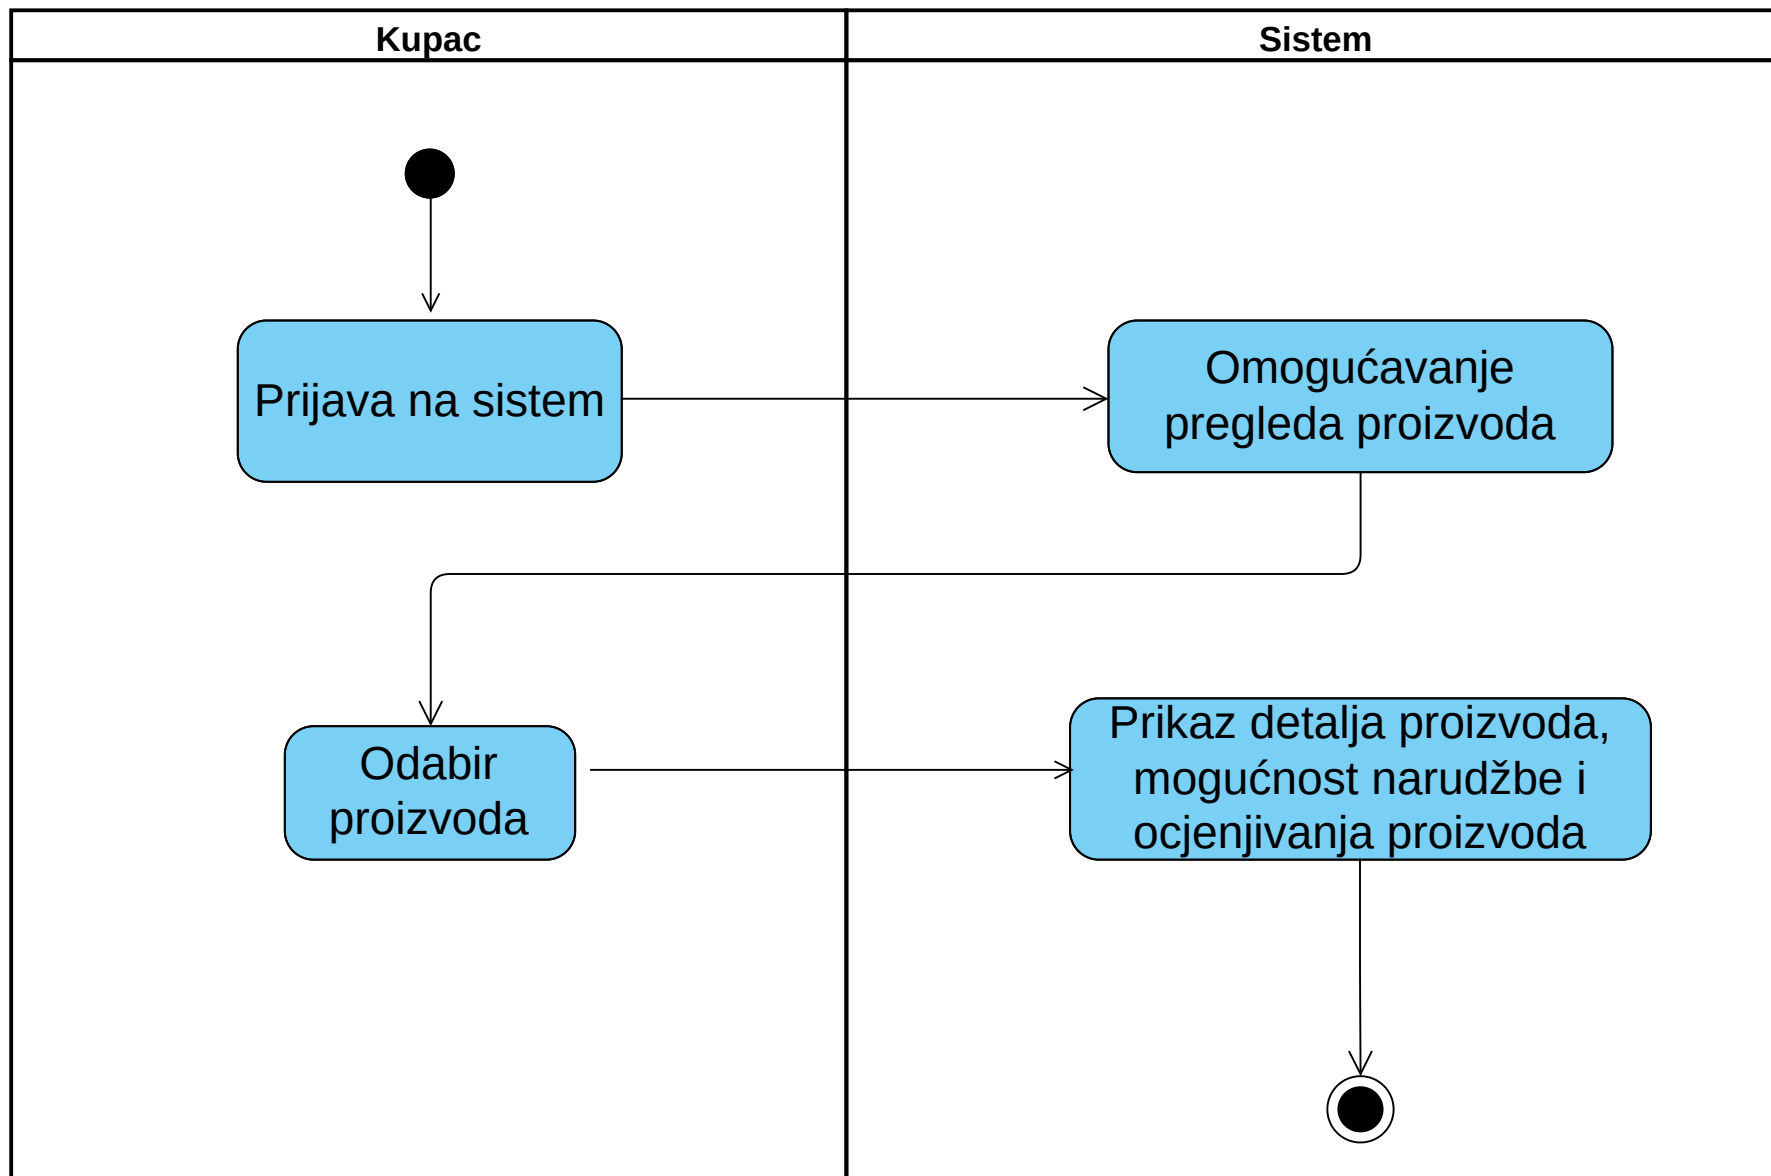 Kupac
Sistem
Prijava na sistem
Omogućavanje
pregleda proizvoda
Odabir
proizvoda
Prikaz detalja proizvoda,
mogućnost narudžbe i
ocjenjivanja proizvoda